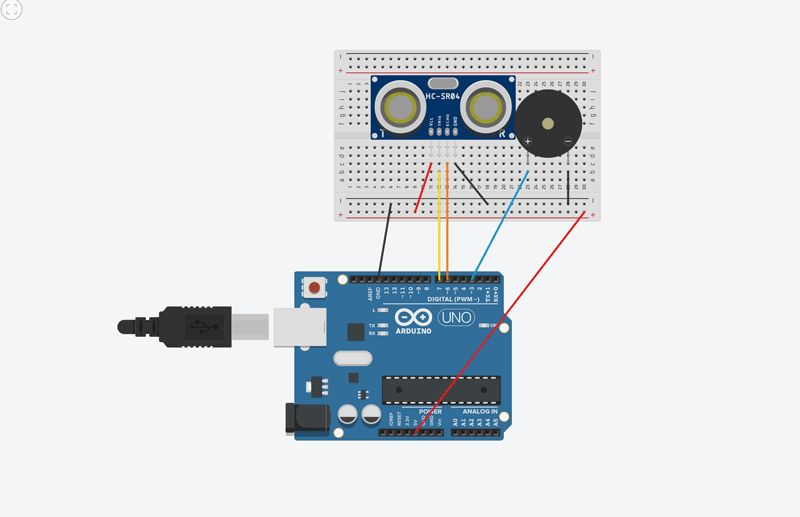 HC-SR04
Vcc
TRIG
ECHO
GND
T
R
+
−
AREF
GND
13
12
~11
~10
~9
8
7
~6
~5
4
~3
2
TX→1
RX←0
DIGITAL (PWM~)
L
TX
RX
UNO
ON
ARDUINO
POWER
ANALOG IN
IOREF
RESET
3.3V
5V
GND
Vin
A0
A1
A2
A3
A4
A5